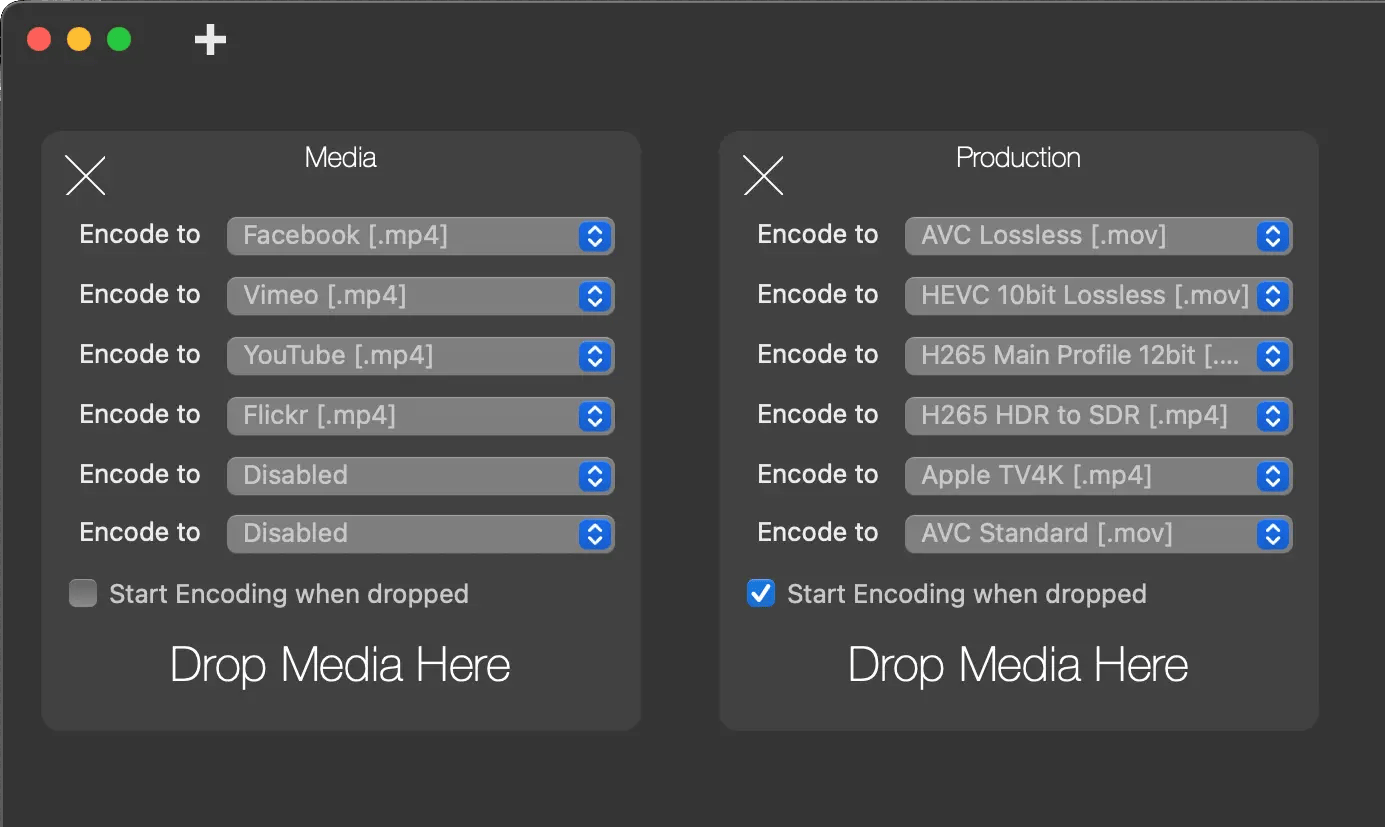 Media
Encode to Facebook [.mp4]
Encode to Vimeo [.mp4]
Encode to YouTube [.mp4]
Encode to Flickr [.mp4]
Encode to Disabled
Encode to Disabled
Start Encoding when dropped
Drop Media Here
Production
Encode to AVC Lossless [.mov]
Encode to HEVC 10bit Lossless [.mov]
Encode to H265 Main Profile 12bit [....
Encode to H265 HDR to SDR [.mp4]
Encode to Apple TV4K [.mp4]
Encode to AVC Standard [.mov]
Start Encoding when dropped
Drop Media Here